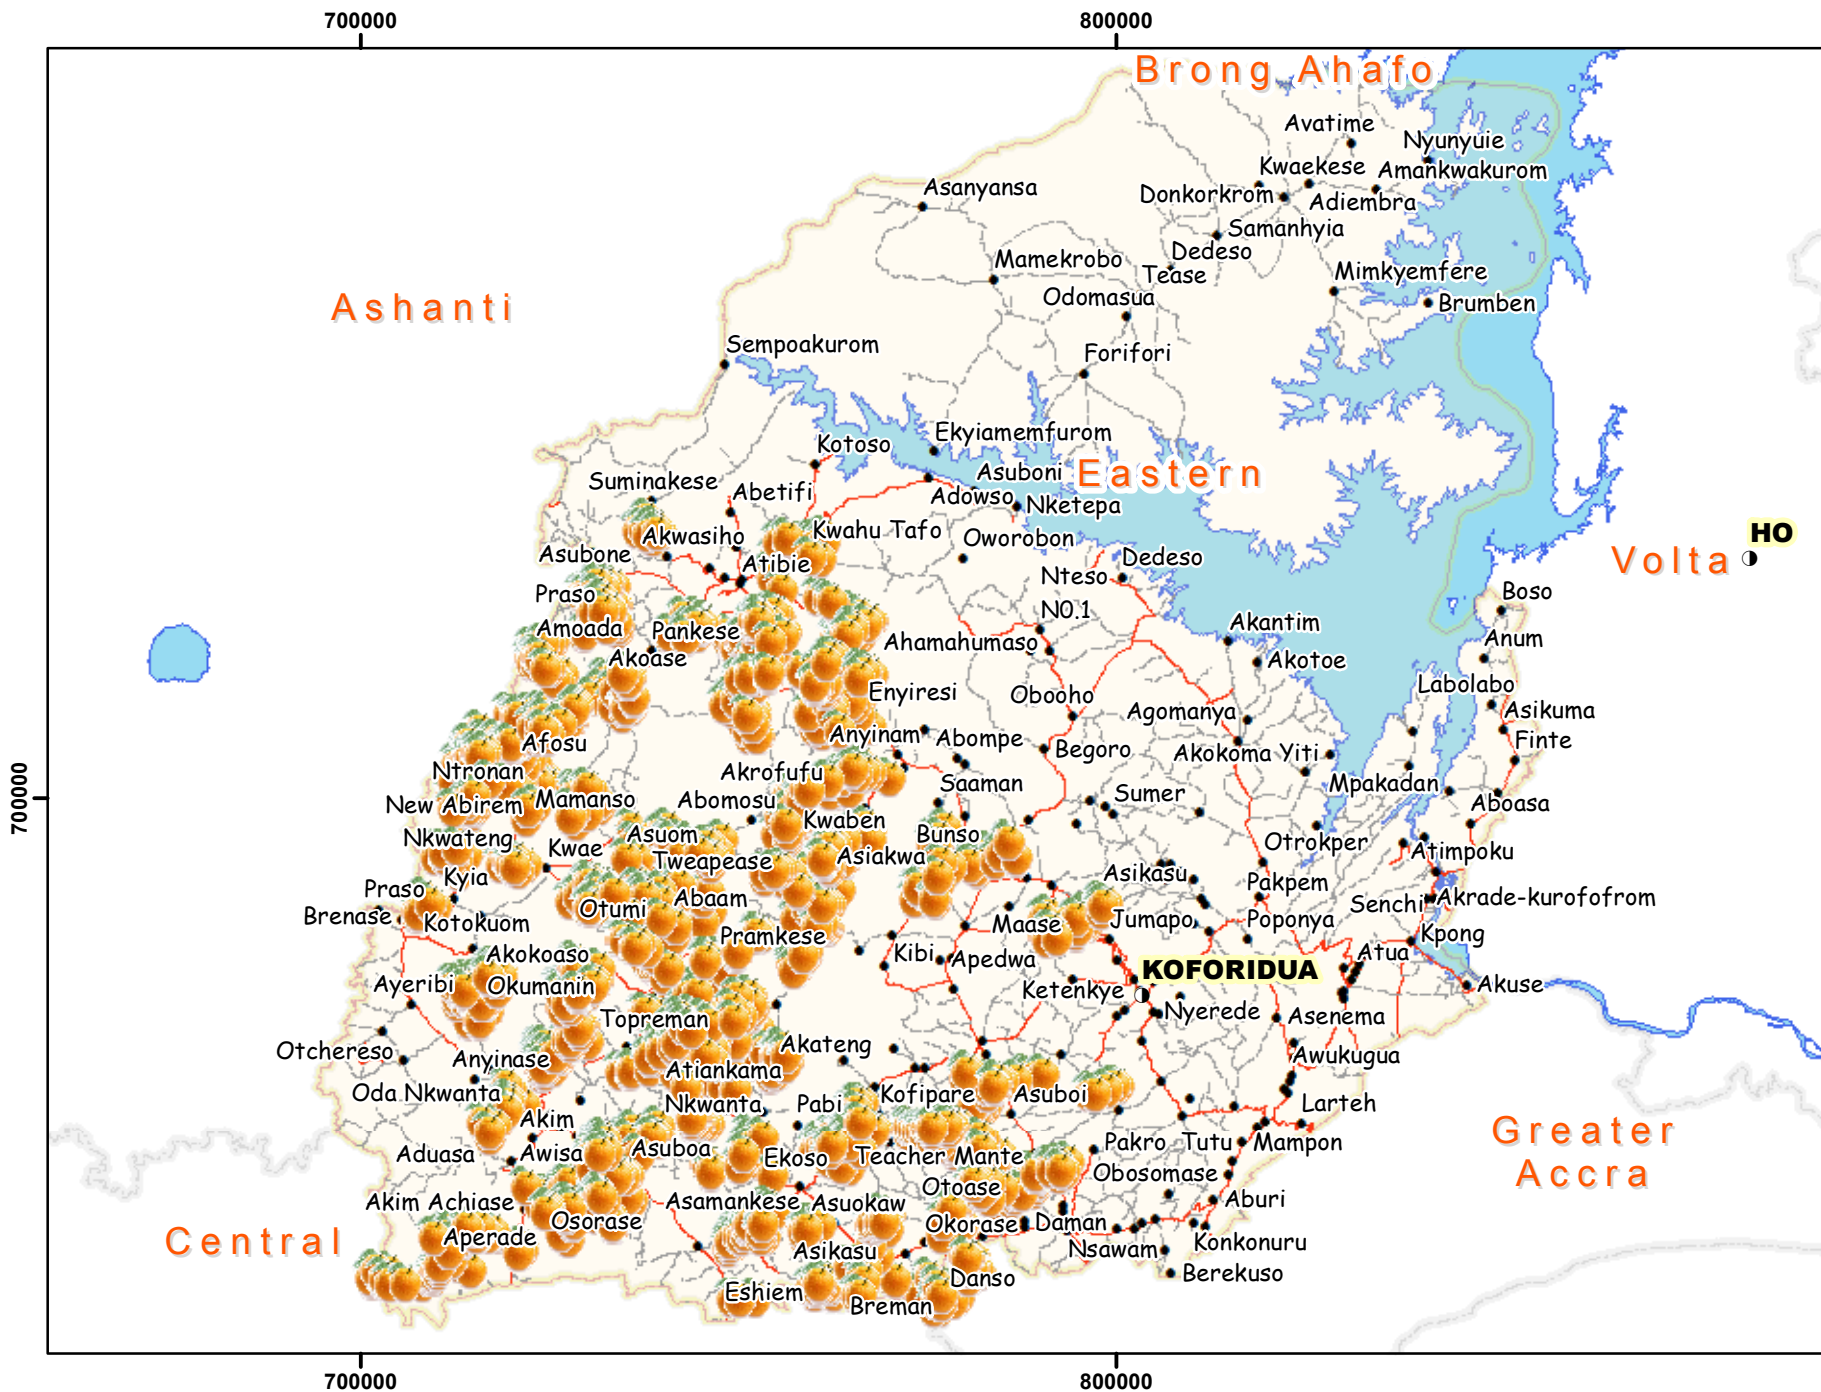 700000
800000
Brong Ahafo
Avatime
Nyunyuie
Kwaekese
Amankwakurom
Asanyansa
Donkorkrom
Adiembra
Samanhyia
Dedeso
Mamekrobo
Tease
Mimkyemfere
Odomasua
Brumben
Ashanti
Sempoakurom
Forifori
Ekyiamemfurom
Kotoso
Asuboni
Eastern
Suminakese
Abetifi
Adowso
Nketepa
Kwahu Tafo
Akwasiho
Oworobon
HO
Asubone
Atibie
Dedeso
Volta
Nteso
Praso
Boso
N0.1
Amoada
Pankese
Akantim
Ahamahumaso
Anum
Akoase
Akotoe
Labolabo
Enyiresi
Obooho
Agomanya
Asikuma
Afosu
Anyinam
Abompe
Begoro
Akokoma Yiti
Finte
Ntronan
Akrofufu
Saaman
Mpakadan
700000
New Abirem
Mamanso
Abomosu
Sumer
Aboasa
Nkwateng
Asuom
Kwaben
Bunso
Otrokper
Kwae
Tweapease
Asiakwa
Atimpoku
Kyia
Asikasu
Pakpem
Praso
Abaam
Senchi
Akrade-kurofofrom
Brenase
Kotokuom
Otumi
Maase
Jumapo
Poponya
Pramkese
Kpong
Akokoaso
Kibi
Apedwa
Atua
KOFORIDUA
Ayeribi
Okumanin
Ketenkye
Akuse
Topreman
Nyerede
Asenema
Otchereso
Anyinase
Akateng
Awukugua
Atiankama
Oda Nkwanta
Nkwanta
Pabi
Kofipare
Asuboi
Larteh
Akim
Greater
Accra
Aduasa
Awisa
Asuboa
Ekoso
Teacher Mante
Pakro
Tutu
Mampon
Obosomase
Otoase
Akim Achiase
Asamankese
Asuokaw
Aburi
Osorase
Okorase
Daman
Central
Aperade
Asikasu
Nsawam
Konkonuru
Berekuso
Danso
Eshiem
Breman
700000
800000